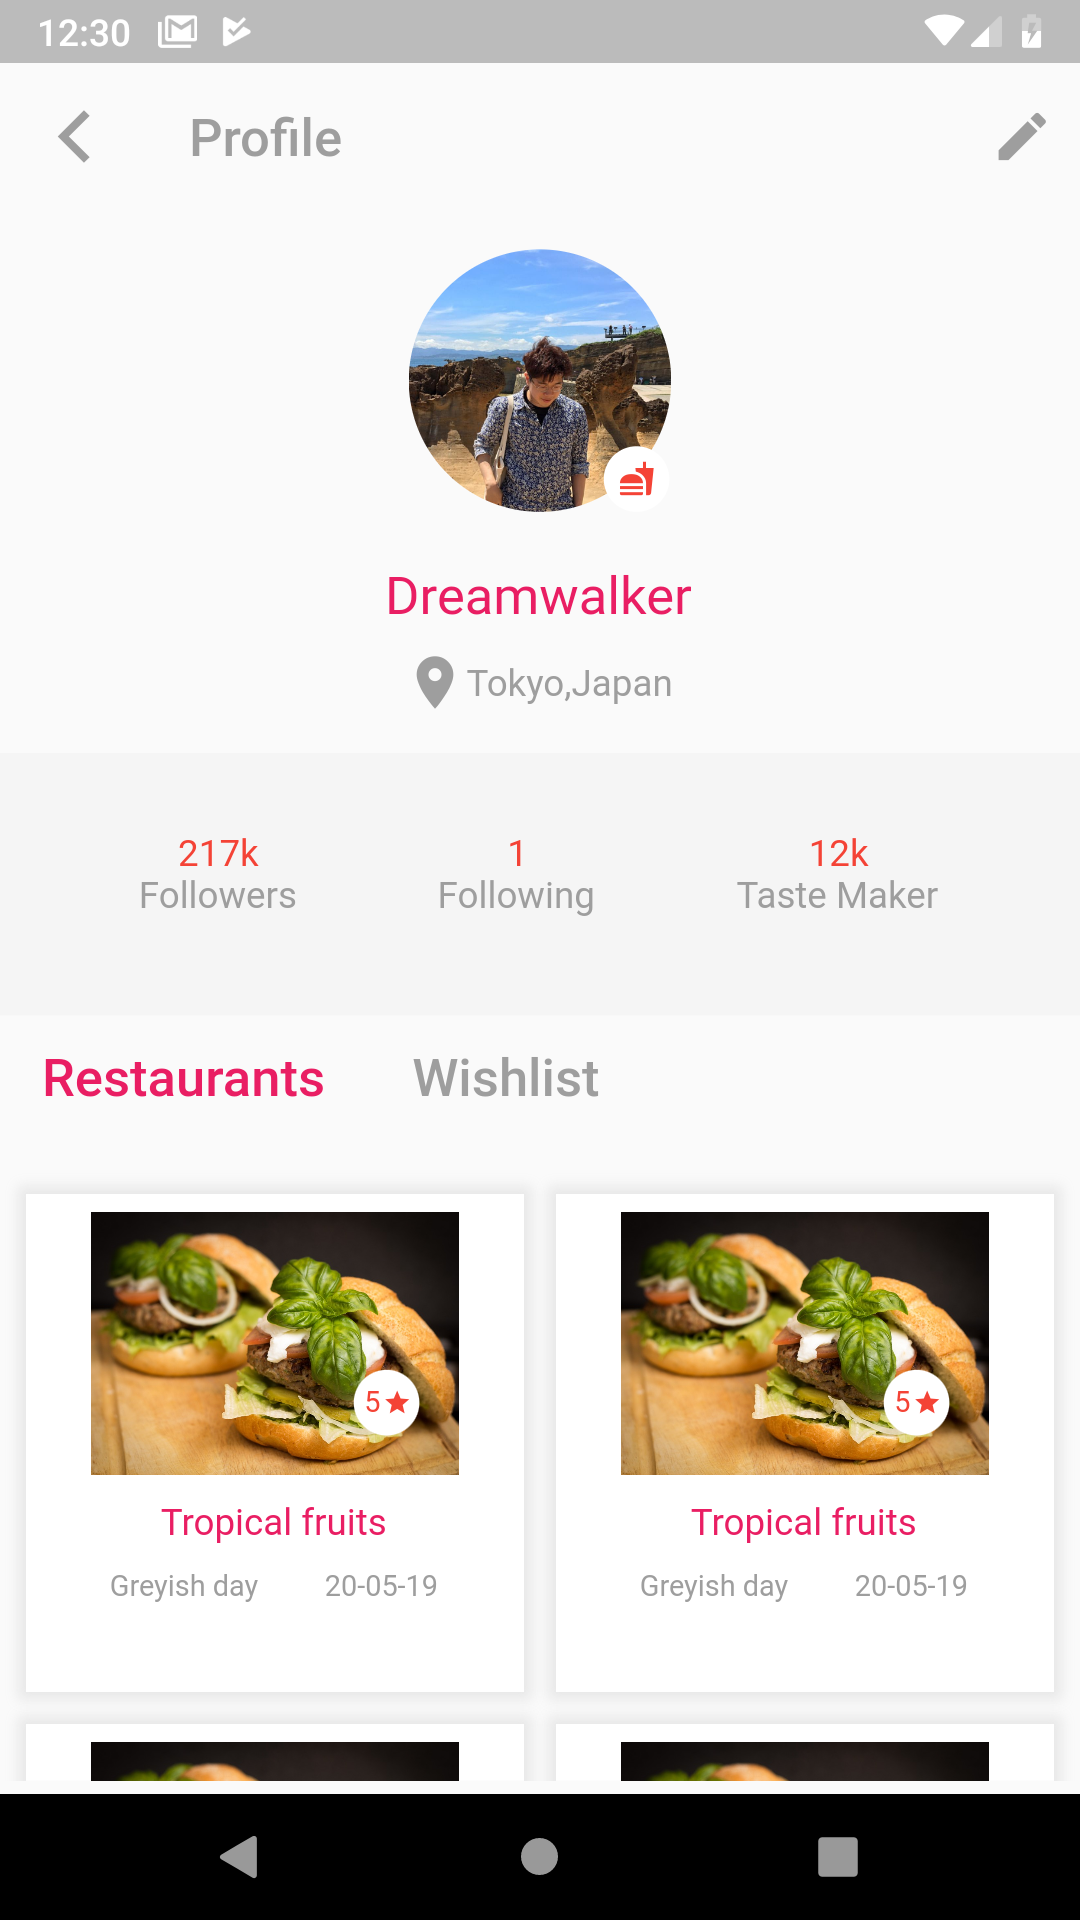 12:30
Profile
Dreamwalker
Tokyo,Japan
217k 1 12k
Followers Following Taste Maker
Restaurants Wishlist
5 5
Tropical fruits Tropical fruits
Greyish day 20-05-19 Greyish day 20-05-19